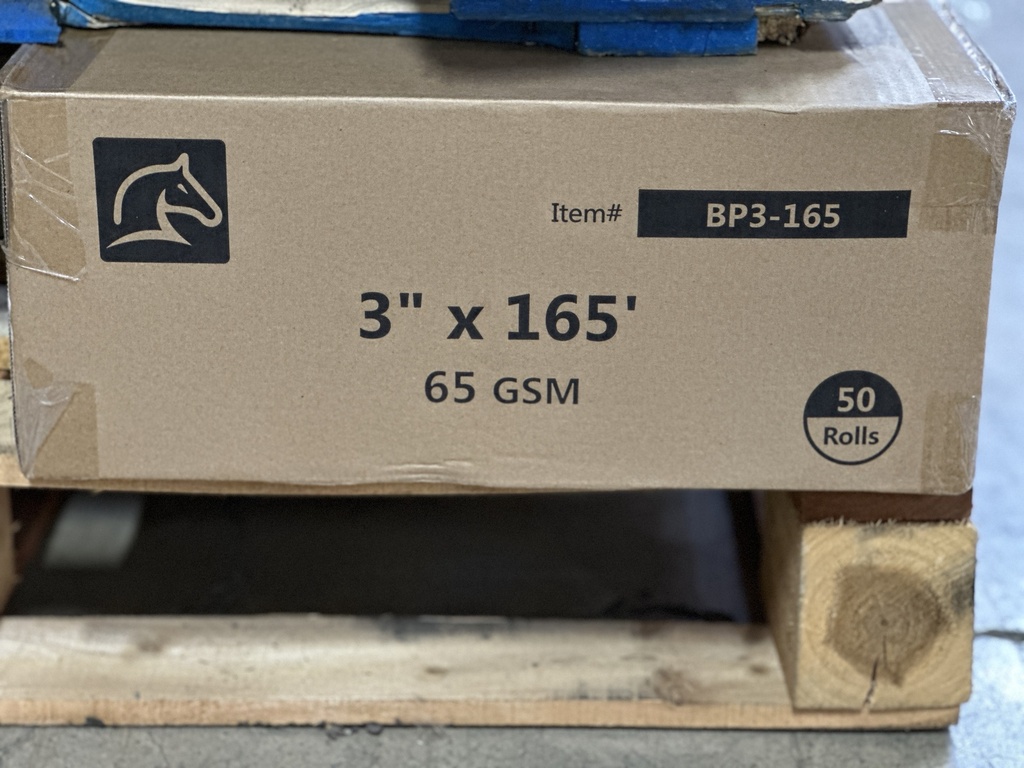 Item# BP3-165
3" x 165'
65 GSM
50
Rolls